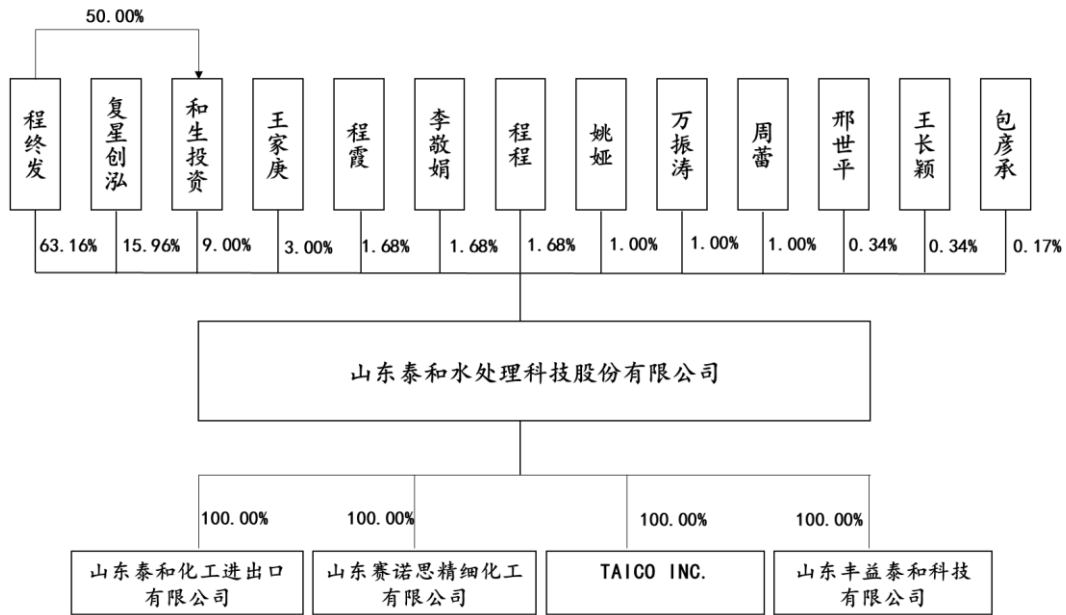 50.00%
程终发
复星创泓
和生投资
王家庚
程霞
李敬娟
程程
姚娅
万振涛
周蕾
邢世平
王长颖
包彦承
63.16%
15.96%
9.00%
3.00%
1.68%
1.68%
1.68%
1.00%
1.00%
1.00%
0.34%
0.34%
0.17%
山东泰和水处理科技股份有限公司
100.00%
100.00%
100.00%
100.00%
山东泰和化工进出口
有限公司
山东赛诺思精细化工
有限公司
TAICO INC.
山东丰益泰和科技
有限公司